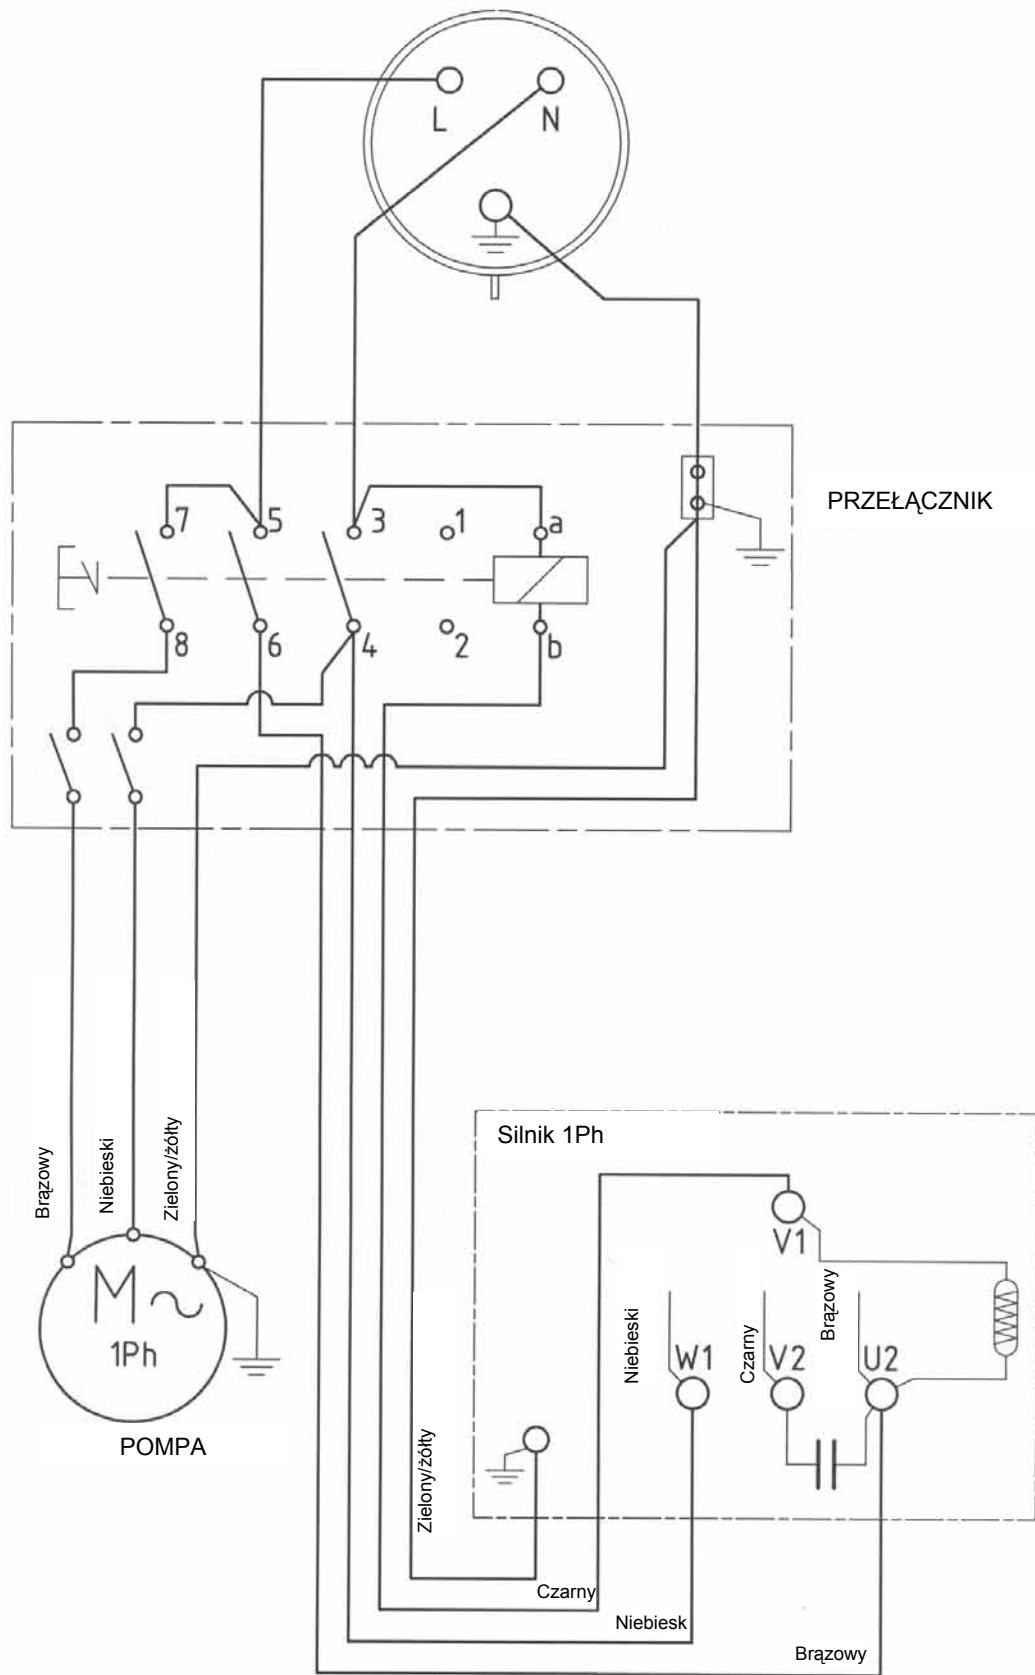 L N
PRZEŁĄCZNIK
7 5 3 1 a
8 6 4 2 b
Brązowy
Niebieski
Zielony/żółty
M
1Ph
POMPA
Silnik 1Ph
V1
Brązowy
Niebieski
Czarny
W1 V2 U2
Zielony/żółty
Czarny
Niebiesk
Brązowy